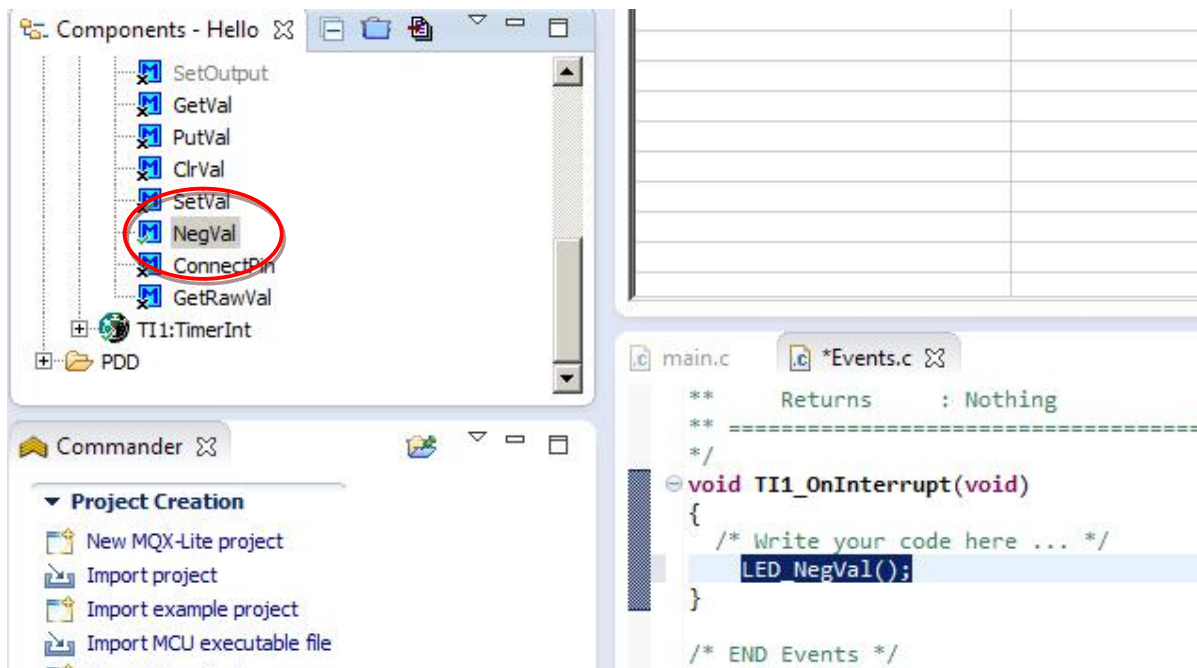 Components - Hello
SetOutput
GetVal
PutVal
ClrVal
SetVal
NegVal
ConnectPin
GetRawVal
TI1:TimerInt
PDD
Commander
Project Creation
New MQX-Lite project
Import project
Import example project
Import MCU executable file
main.c
*Events.c
** Returns : Nothing
** ===================================
*/
void TI1_OnInterrupt(void)
{
/* Write your code here ... */
LED_NegVal();
}
/* END Events */